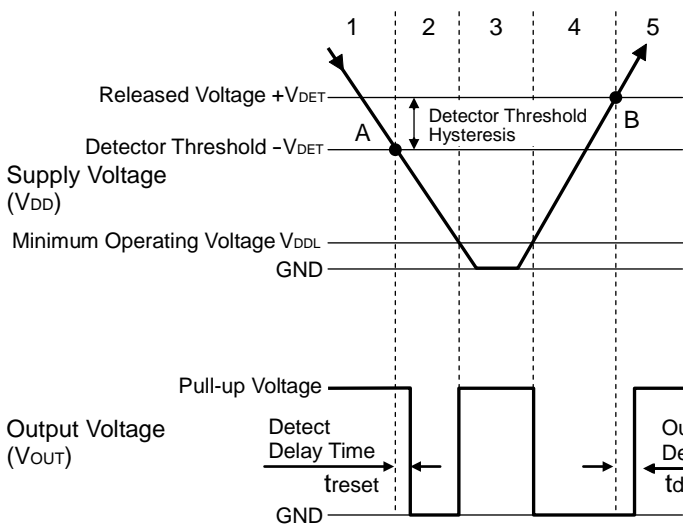 1 2 3 4 5
Released Voltage +VDET
Detector Threshold
Hysteresis
A
B
Detector Threshold -VDET
Supply Voltage
(VDD)
Minimum Operating Voltage VDDL
GND
Pull-up Voltage
Output Voltage
(VOUT)
Detect
Delay Time
treset
td
GND